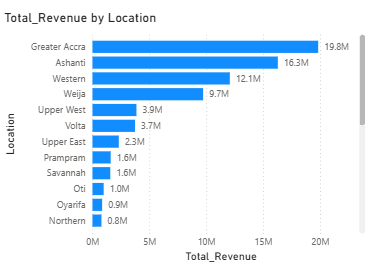 Total_Revenue by Location
Location
Greater Accra 19.8M
Ashanti 16.3M
Western 12.1M
Weija 9.7M
Upper West 3.9M
Volta 3.7M
Upper East 2.3M
Prampram 1.6M
Savannah 1.6M
Oti 1.0M
Oyarifa 0.9M
Northern 0.8M
0M 5M 10M 15M 20M
Total_Revenue